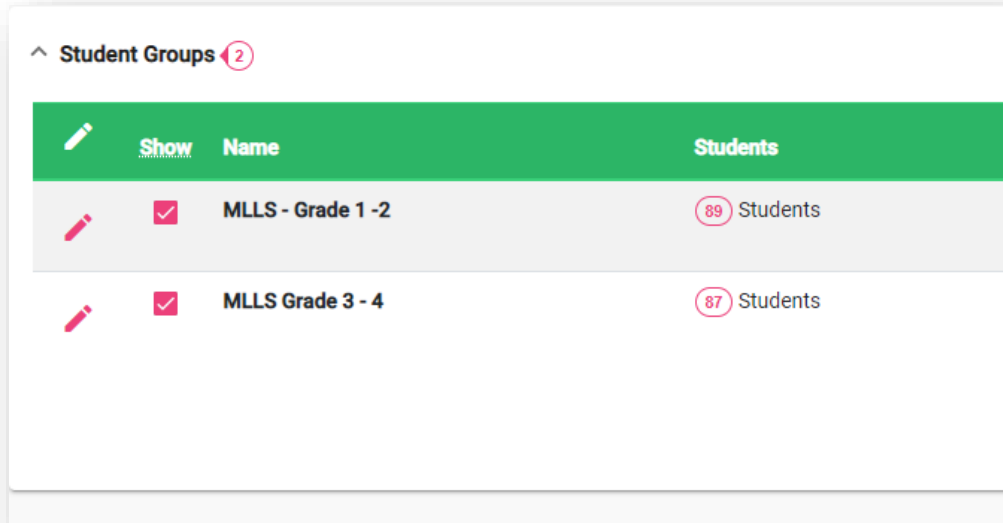 Student Groups 2
Show Name Students
MLLS - Grade 1 -2 89 Students
MLLS Grade 3 - 4 87 Students